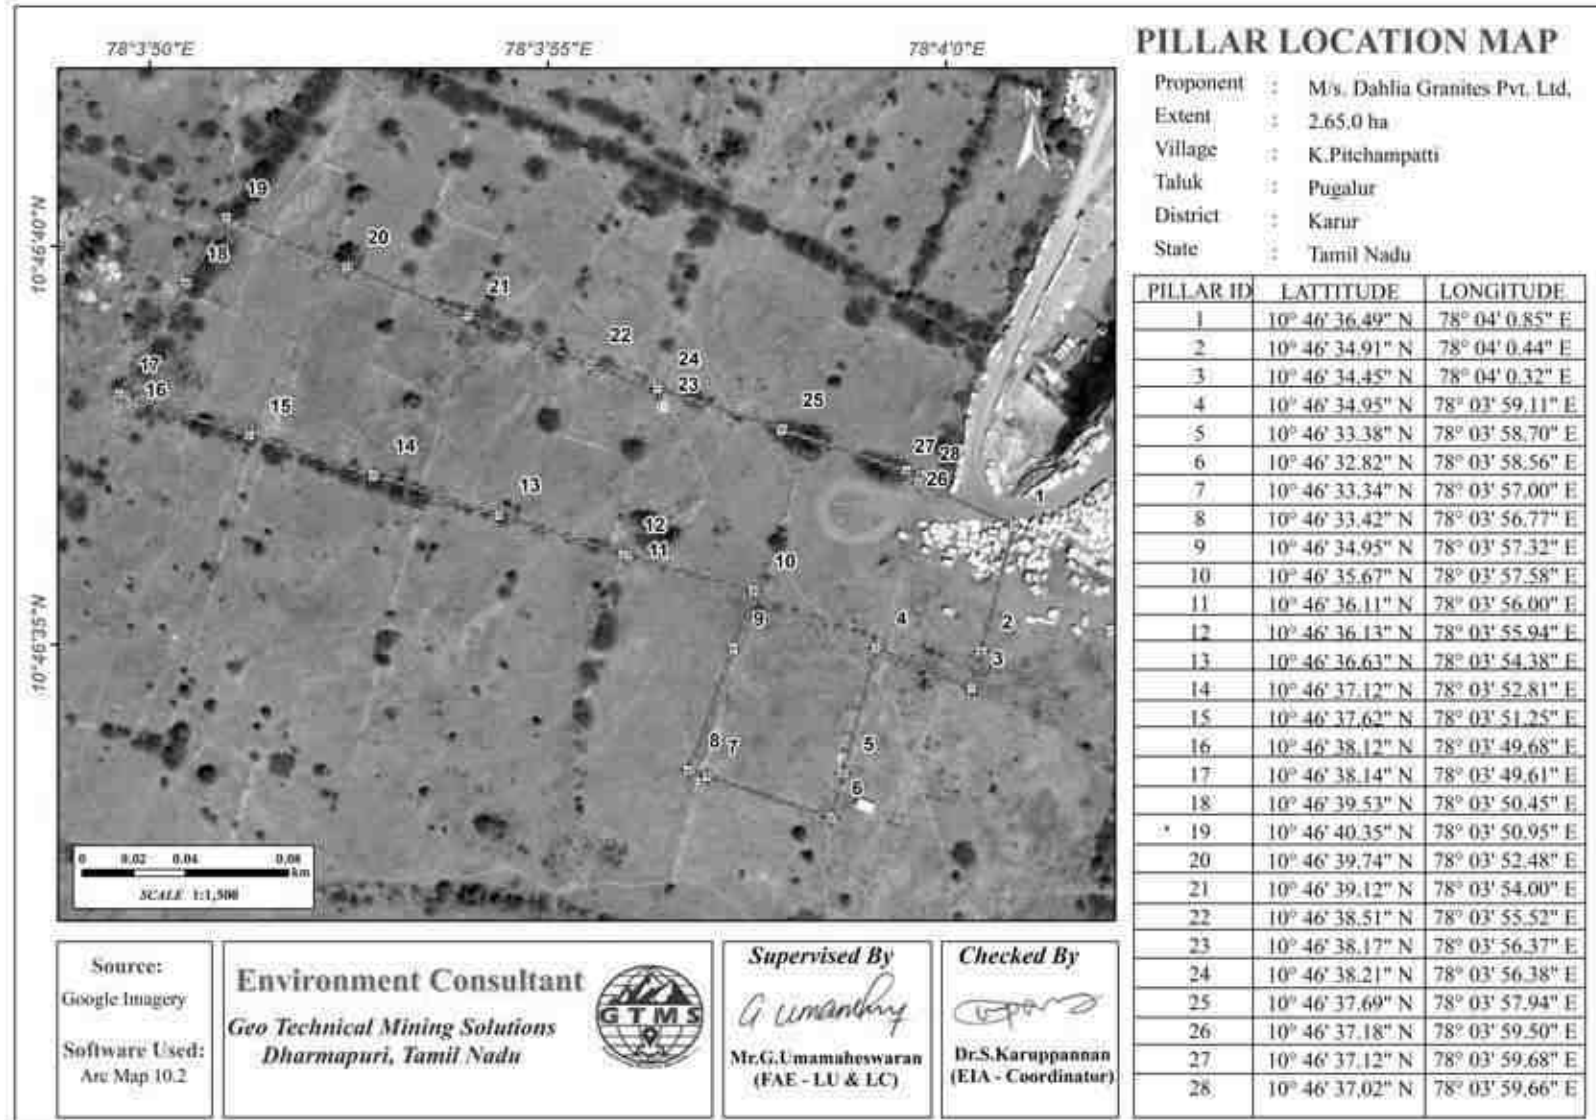 78°3'50"E 78°3'55"E 78°4'0"E
10°46'40"N
10°46'35"N
N
19
18
20
21
22
24
23
17
16
15
14
13
25
27
28
26
1
12
11
10
9
4
2
3
8
7
5
6
0 0.02 0.04 0.08
km
SCALE 1:1,500
PILLAR LOCATION MAP
Proponent : M/s. Dahlia Granites Pvt. Ltd,
Extent : 2.65.0 ha
Village : K.Pitchampatti
Taluk : Pugalur
District : Karur
State : Tamil Nadu
PILLAR ID LATTITUDE LONGITUDE
1 10° 46' 36.49" N 78° 04' 0.85" E
2 10° 46' 34.91" N 78° 04' 0.44" E
3 10° 46' 34.45" N 78° 04' 0.32" E
4 10° 46' 34.95" N 78° 03' 59.11" E
5 10° 46' 33.38" N 78° 03' 58.70" E
6 10° 46' 32.82" N 78° 03' 58.56" E
7 10° 46' 33.34" N 78° 03' 57.00" E
8 10° 46' 33.42" N 78° 03' 56.77" E
9 10° 46' 34.95" N 78° 03' 57.32" E
10 10° 46' 35.67" N 78° 03' 57.58" E
11 10° 46' 36.11" N 78° 03' 56.00" E
12 10° 46' 36.13" N 78° 03' 55.94" E
13 10° 46' 36.63" N 78° 03' 54.38" E
14 10° 46' 37.12" N 78° 03' 52.81" E
15 10° 46' 37.62" N 78° 03' 51.25" E
16 10° 46' 38.12" N 78° 03' 49.68" E
17 10° 46' 38.14" N 78° 03' 49.61" E
18 10° 46' 39.53" N 78° 03' 50.45" E
19 10° 46' 40.35" N 78° 03' 50.95" E
20 10° 46' 39.74" N 78° 03' 52.48" E
21 10° 46' 39.12" N 78° 03' 54.00" E
22 10° 46' 38.51" N 78° 03' 55.52" E
23 10° 46' 38.17" N 78° 03' 56.37" E
24 10° 46' 38.21" N 78° 03' 56.38" E
25 10° 46' 37.69" N 78° 03' 57.94" E
26 10° 46' 37.18" N 78° 03' 59.50" E
27 10° 46' 37.12" N 78° 03' 59.68" E
28 10° 46' 37.02" N 78° 03' 59.66" E
Source:
Google Imagery
Software Used:
Arc Map 10.2
Environment Consultant
Geo Technical Mining Solutions
Dharmapuri, Tamil Nadu
GTMS
Supervised By
G Umamhny
Mr.G.Umamaheswaran
(FAE - LU & LC)
Checked By
Dr.S.Karuppannan
(EIA - Coordinator)